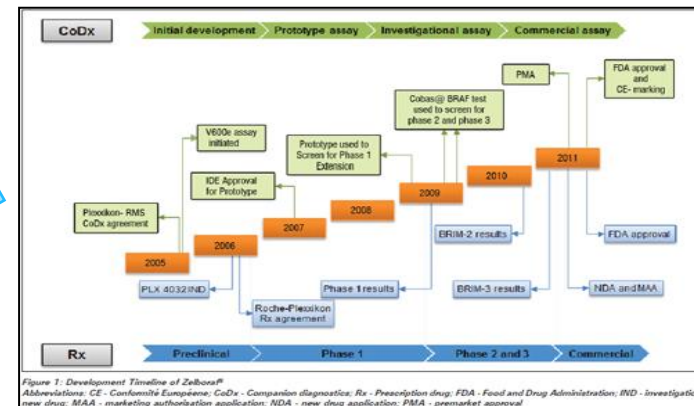 CoDx
Initial development
Prototype assay
Investigational assay
Commercial assay
FDA approval
and
CE- marking
PMA
Cobas@ BRAF test
used to screen for
phase 2 and phase 3
V600e assay
initiated
Prototype used to
Screen for Phase 1
Extension
IDE Approval
for Prototype
Plexxikon- RMS
CoDx agreement
2005
2006
2007
2008
2009
2010
2011
BRIM-2 results
FDA approval
PLX 4032 IND
Phase 1 results
BRIM-3 results
NDA and MAA
Roche-Plexxikon
Rx agreement
Rx
Preclinical
Phase 1
Phase 2 and 3
Commercial
Figure 1: Development Timeline of Zelboraf®
Abbreviations: CE - Conformité Européene; CoDx - Companion diagnostics; Rx - Prescription drug; FDA - Food and Drug Administration; IND - investigation
new drug; MAA - marketing authorisation application; NDA - new drug application; PMA - premarket approval